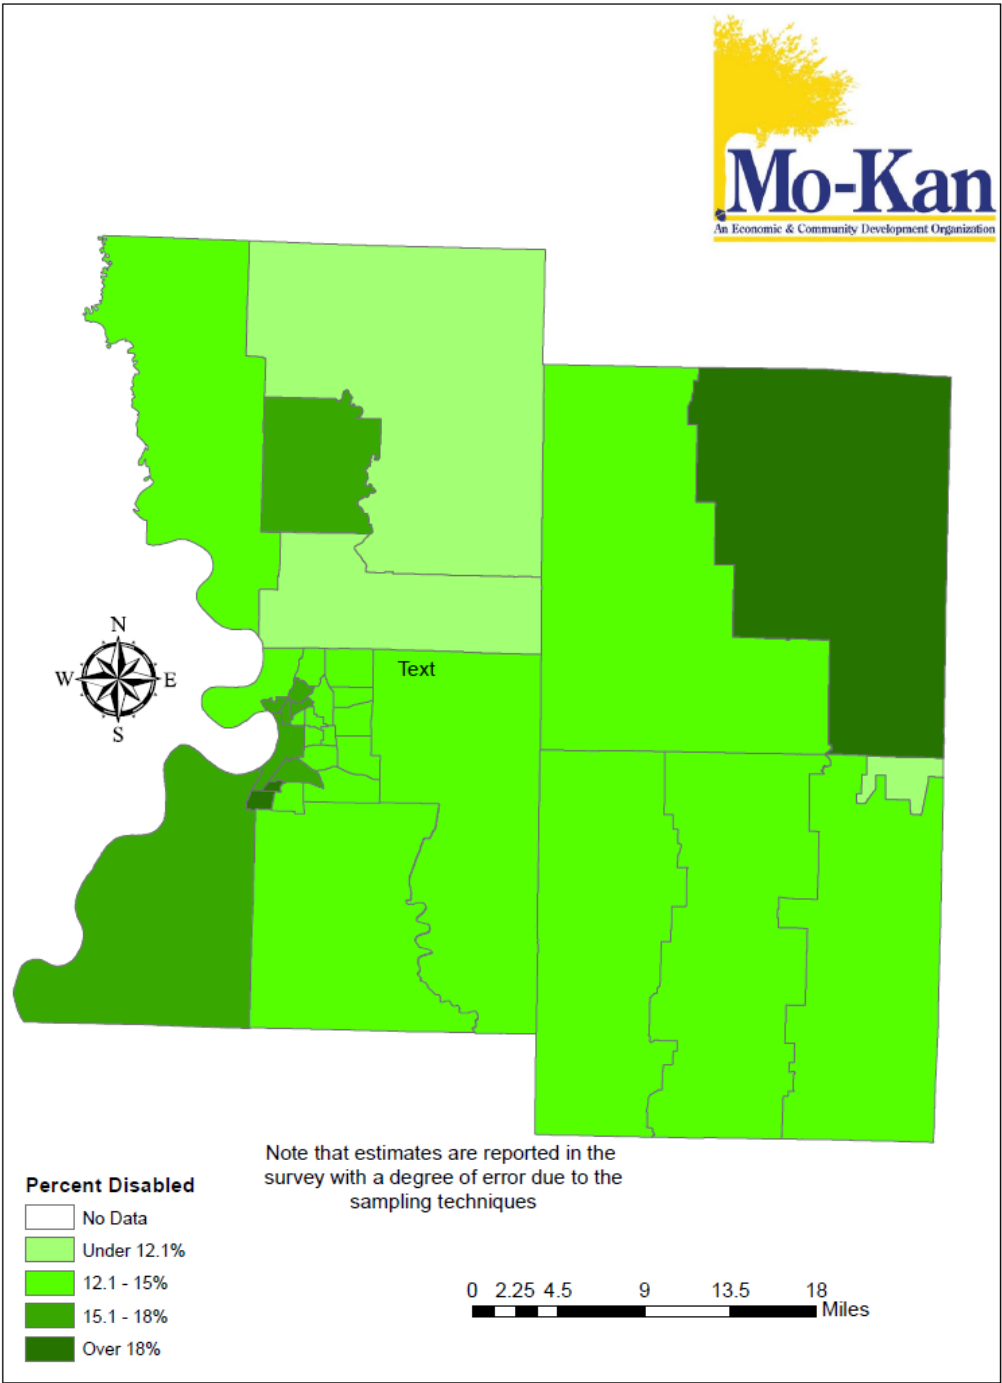 Mo-Kan
An Economic & Community Development Organization
N
W
E
S
Text
Note that estimates are reported in the
survey with a degree of error due to the
sampling techniques
Percent Disabled
No Data
Under 12.1%
12.1 - 15%
15.1 - 18%
Over 18%
0 2.25 4.5 9 13.5 18
Miles